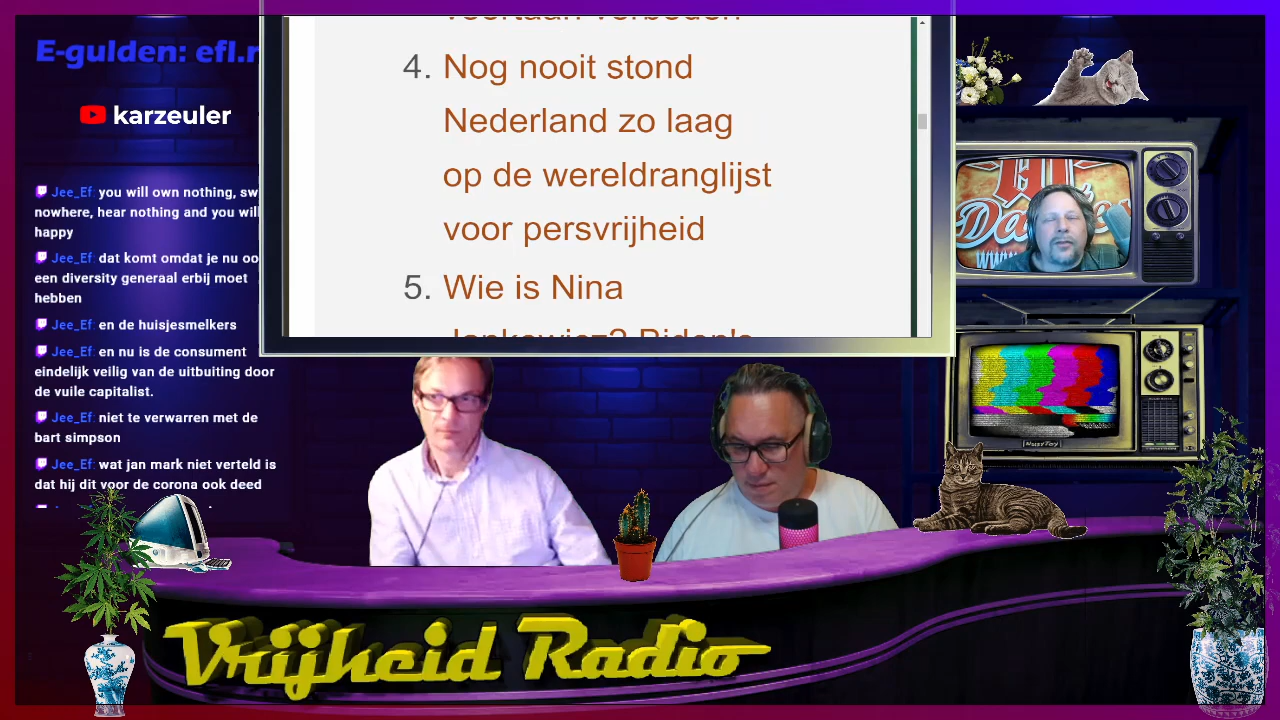 E-gulden: efl.r
karzeuler
Jee_Ef: you will own nothing, sw
nowhere, hear nothing and you will
happy
Jee_Ef: dat komt omdat je nu oo
een diversity generaal erbij moet
hebben
Jee_Ef: en de huisjesmelkers
Jee_Ef: en nu is de consument
eindelijk veilig van de uitbuiting door
de vuile capitalist.
Jee_Ef: niet te verwarren met de
bart simpson
Jee_Ef: wat jan mark niet verteld is
dat hij dit voor de corona ook deed
voortaan verboden
4. Nog nooit stond
Nederland zo laag
op de wereldranglijst
voor persvrijheid
5. Wie is Nina
Jankowicz? Biden's
Vrijheid Radio